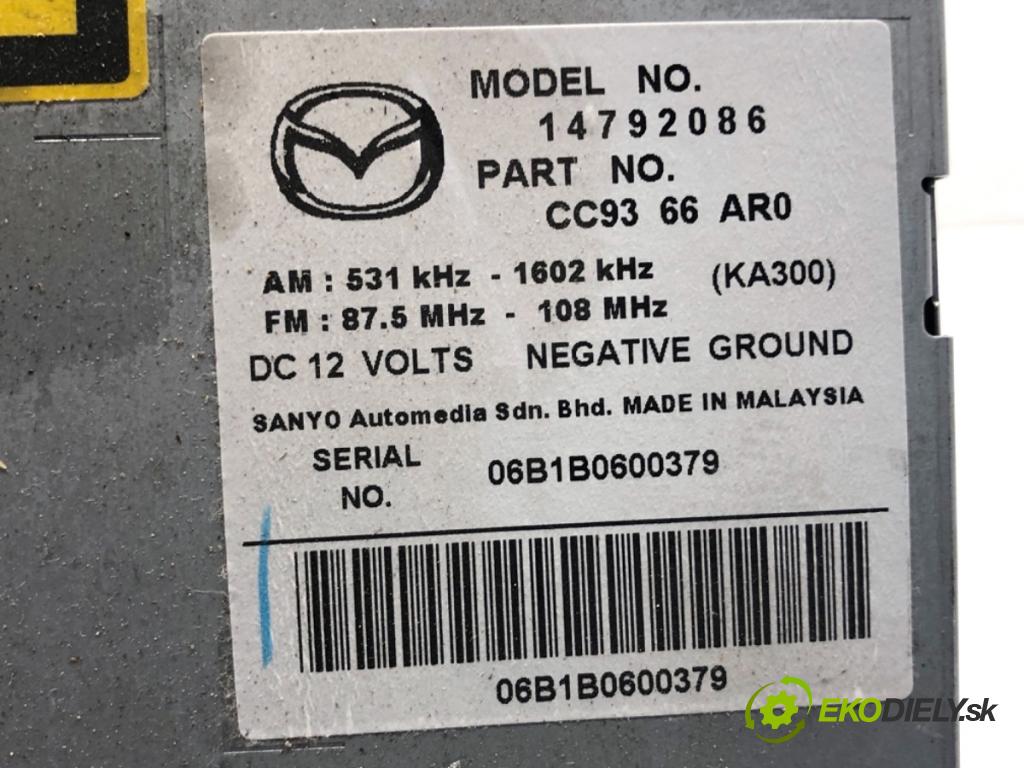 MODEL NO.
14792086
PART NO.
CC93 66 AR0
AM : 531 kHz - 1602 kHz (KA300)
FM : 87.5 MHz - 108 MHz
DC 12 VOLTS NEGATIVE GROUND
SANYO Automedia Sdn. Bhd. MADE IN MALAYSIA
SERIAL NO. 06B1B0600379
06B1B0600379
EKODIELY.sk